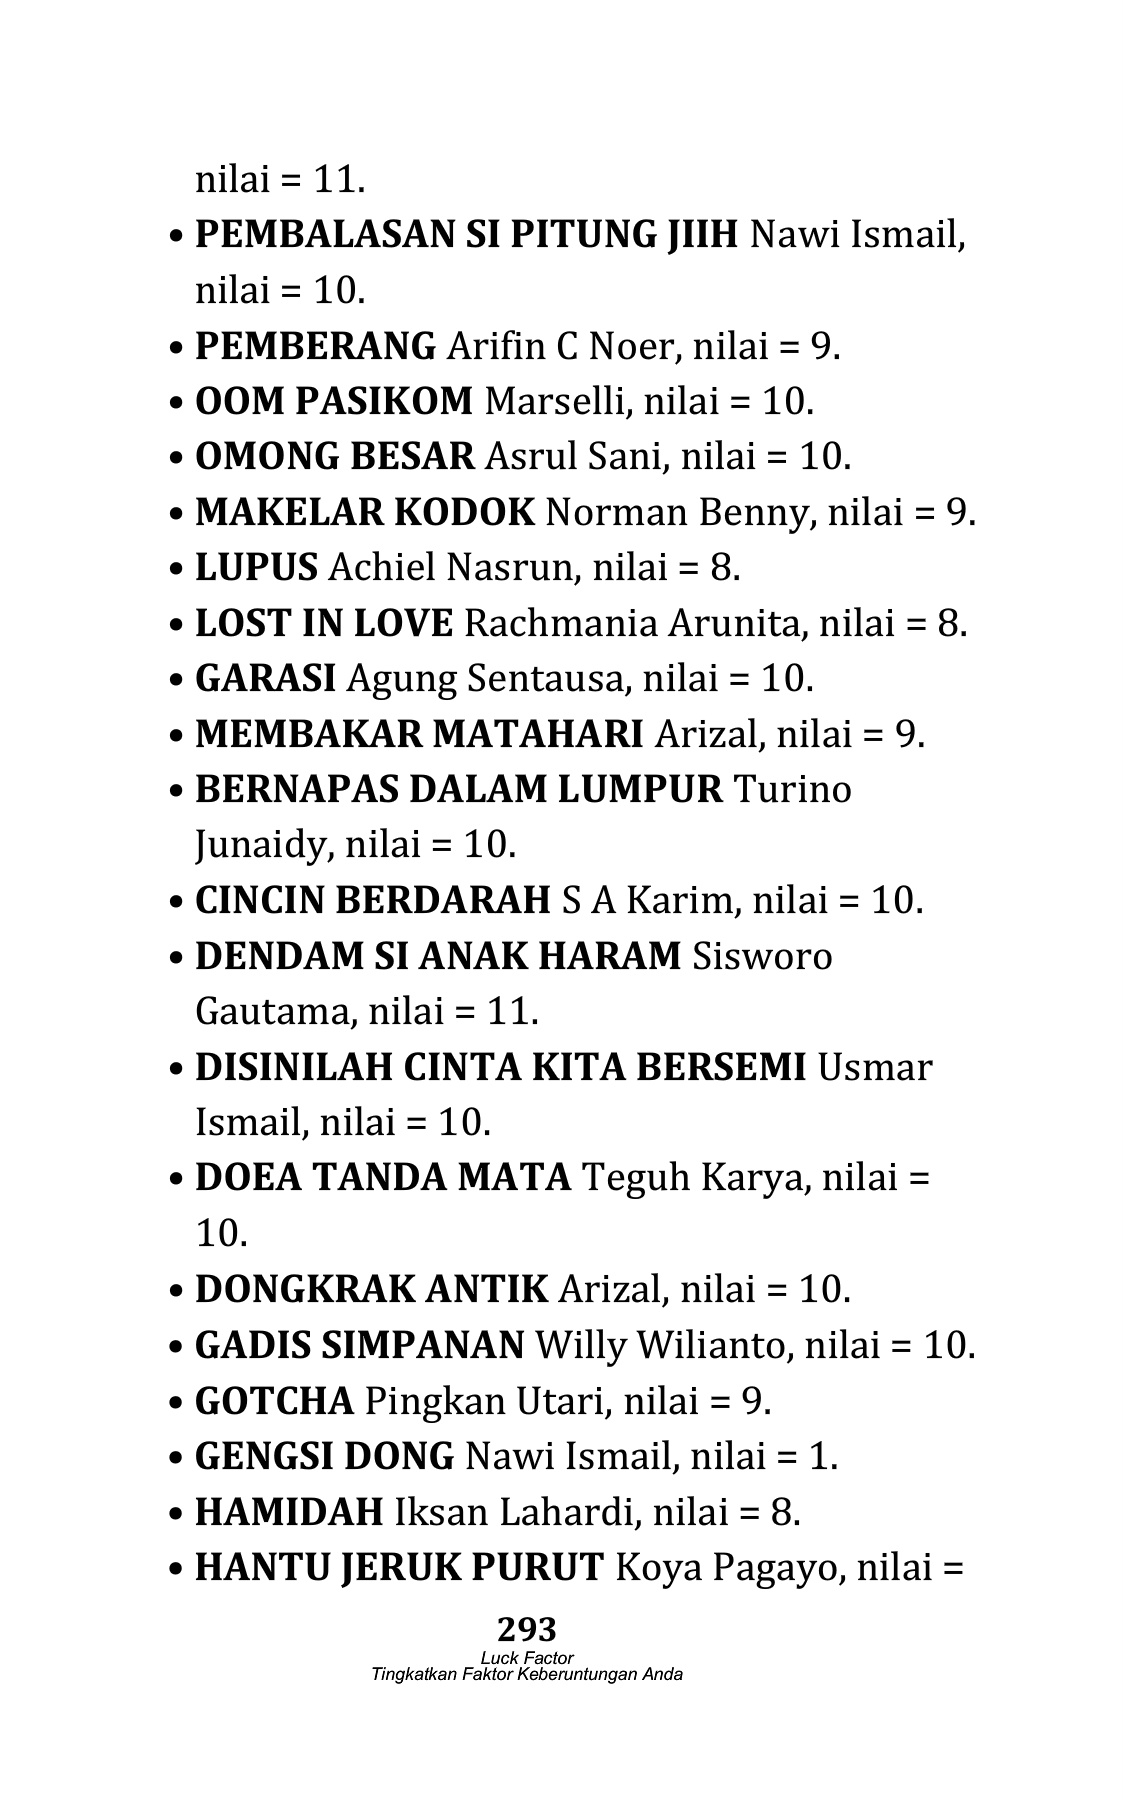 nilai = 11.
• PEMBALASAN SI PITUNG JIIH Nawi Ismail,
nilai = 10.
• PEMBERANG Arifin C Noer, nilai = 9.
• OOM PASIKOM Marselli, nilai = 10.
• OMONG BESAR Asrul Sani, nilai = 10.
• MAKELAR KODOK Norman Benny, nilai = 9.
• LUPUS Achiel Nasrun, nilai = 8.
• LOST IN LOVE Rachmania Arunita, nilai = 8.
• GARASI Agung Sentausa, nilai = 10.
• MEMBAKAR MATAHARI Arizal, nilai = 9.
• BERNAPAS DALAM LUMPUR Turino
Junaidy, nilai = 10.
• CINCIN BERDARAH S A Karim, nilai = 10.
• DENDAM SI ANAK HARAM Sisworo
Gautama, nilai = 11.
• DISINILAH CINTA KITA BERSEMI Usmar
Ismail, nilai = 10.
• DOEA TANDA MATA Teguh Karya, nilai =
10.
• DONGKRAK ANTIK Arizal, nilai = 10.
• GADIS SIMPANAN Willy Wilianto, nilai = 10.
• GOTCHA Pingkan Utari, nilai = 9.
• GENGSI DONG Nawi Ismail, nilai = 1.
• HAMIDAH Iksan Lahardi, nilai = 8.
• HANTU JERUK PURUT Koya Pagayo, nilai =
293
Luck Factor
Tingkatkan Faktor Keberuntungan Anda